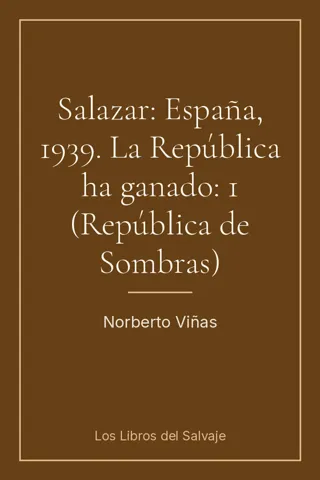 Salazar: España,
1939. La República
ha ganado: 1
(República de
Sombras)
Norberto Viñas
Los Libros del Salvaje